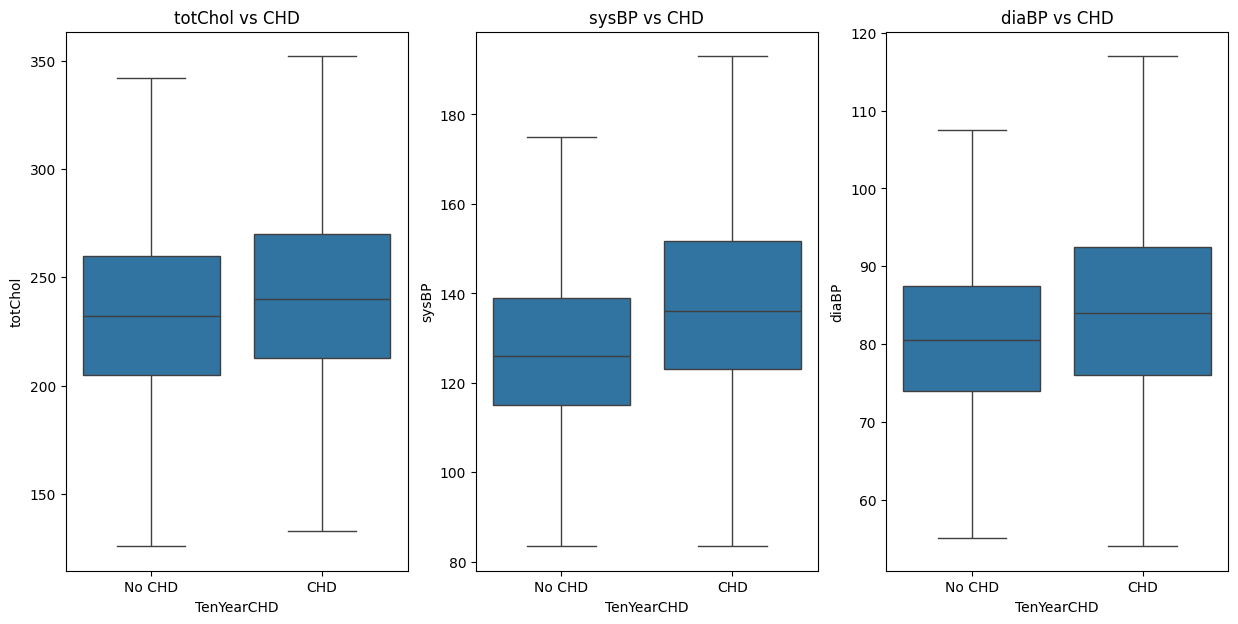 totChol vs CHD
totChol
350
300
250
200
150
No CHD
CHD
TenYearCHD
sysBP vs CHD
sysBP
180
160
140
120
100
80
No CHD
CHD
TenYearCHD
diaBP vs CHD
diaBP
120
110
100
90
80
70
60
No CHD
CHD
TenYearCHD